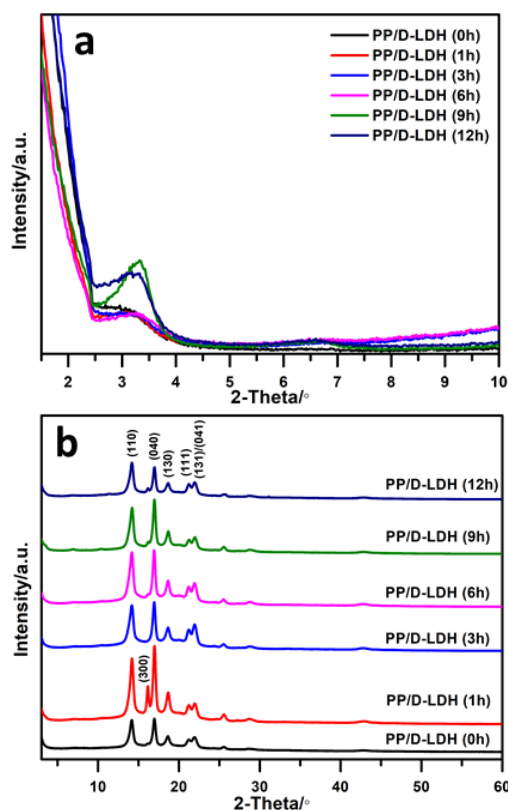 a
PP/D-LDH (0h)
PP/D-LDH (1h)
PP/D-LDH (3h)
PP/D-LDH (6h)
PP/D-LDH (9h)
PP/D-LDH (12h)
Intensity/a.u.
2 3 4 5 6 7 8 9 10
2-Theta/°
b
(110)
(040)
(130)
(111)
(131)/(041)
PP/D-LDH (12h)
PP/D-LDH (9h)
PP/D-LDH (6h)
PP/D-LDH (3h)
(300)
PP/D-LDH (1h)
PP/D-LDH (0h)
Intensity/a.u.
10 20 30 40 50 60
2-Theta/°